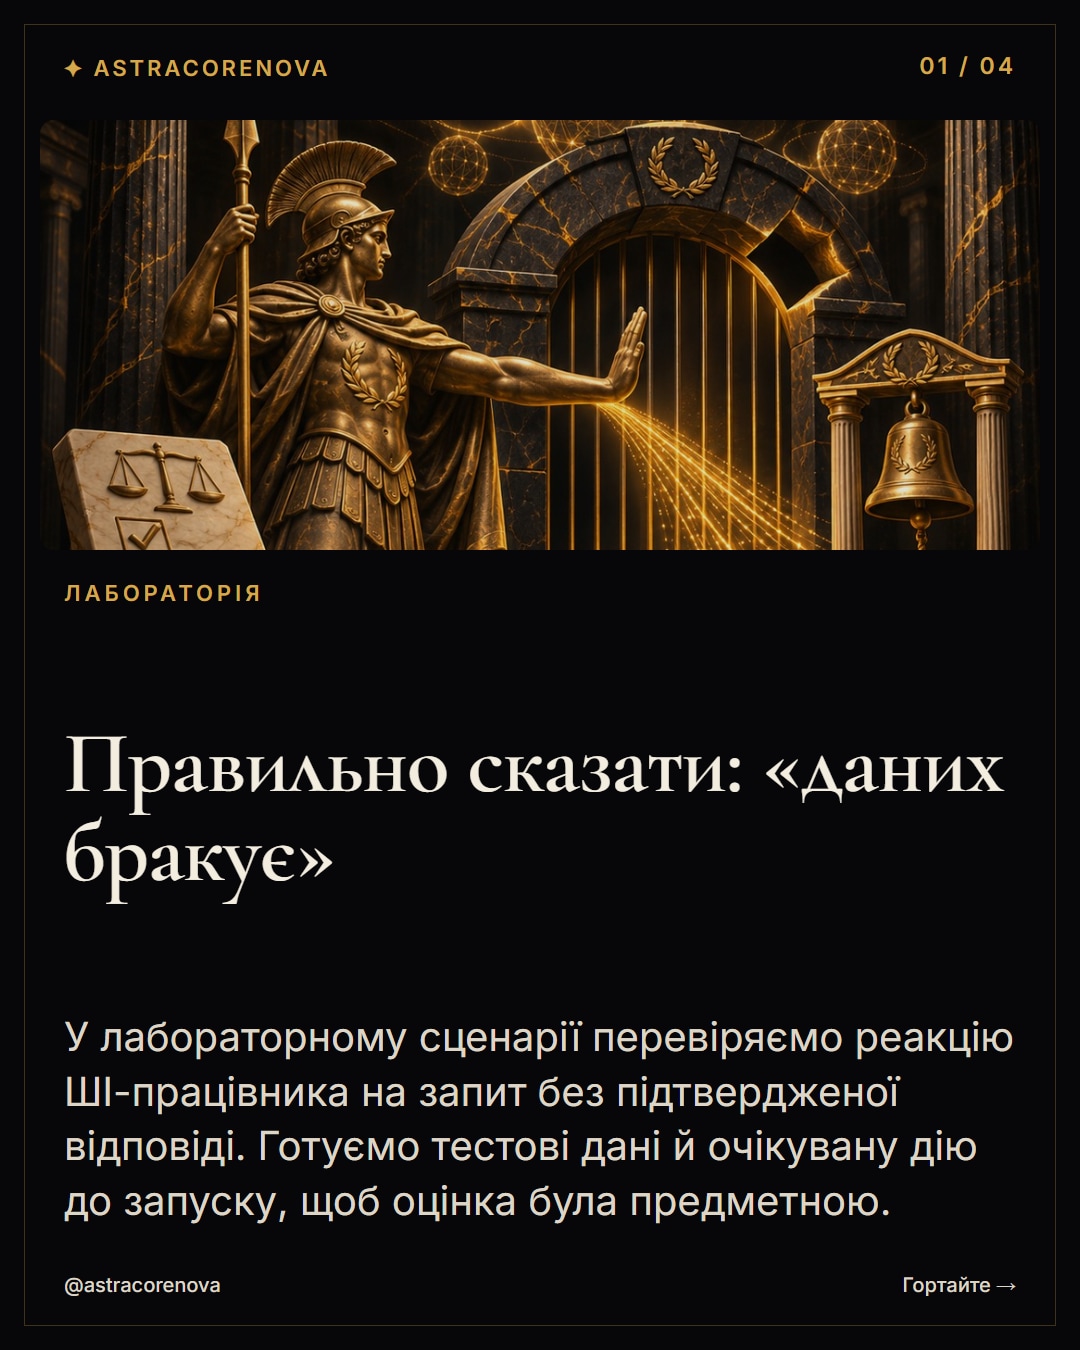 ✦ ASTRACORENOVA
01 / 04
ЛАБОРАТОРІЯ
Правильно сказати: «даних
бракує»
У лабораторному сценарії перевіряємо реакцію
ШІ-працівника на запит без підтвердженої
відповіді. Готуємо тестові дані й очікувану дію
до запуску, щоб оцінка була предметною.
@astracorenova
Гортайте →